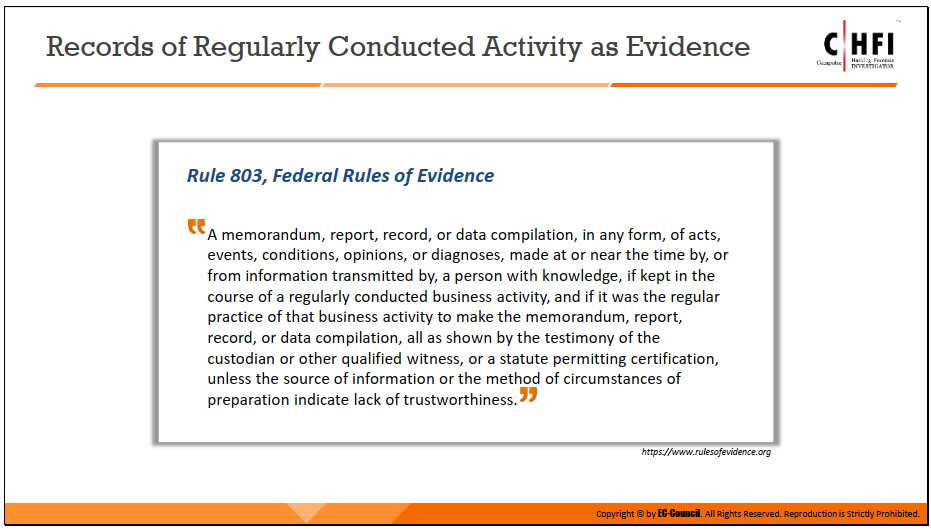 Records of Regularly Conducted Activity as Evidence
C HFI
Computer Hacking Forensic
INVESTIGATOR
Rule 803, Federal Rules of Evidence
"A memorandum, report, record, or data compilation, in any form, of acts,
events, conditions, opinions, or diagnoses, made at or near the time by, or
from information transmitted by, a person with knowledge, if kept in the
course of a regularly conducted business activity, and if it was the regular
practice of that business activity to make the memorandum, report,
record, or data compilation, all as shown by the testimony of the
custodian or other qualified witness, or a statute permitting certification,
unless the source of information or the method of circumstances of
preparation indicate lack of trustworthiness."
https://www.rulesofevidence.org
Copyright © by EC-Council. All Rights Reserved. Reproduction is Strictly Prohibited.